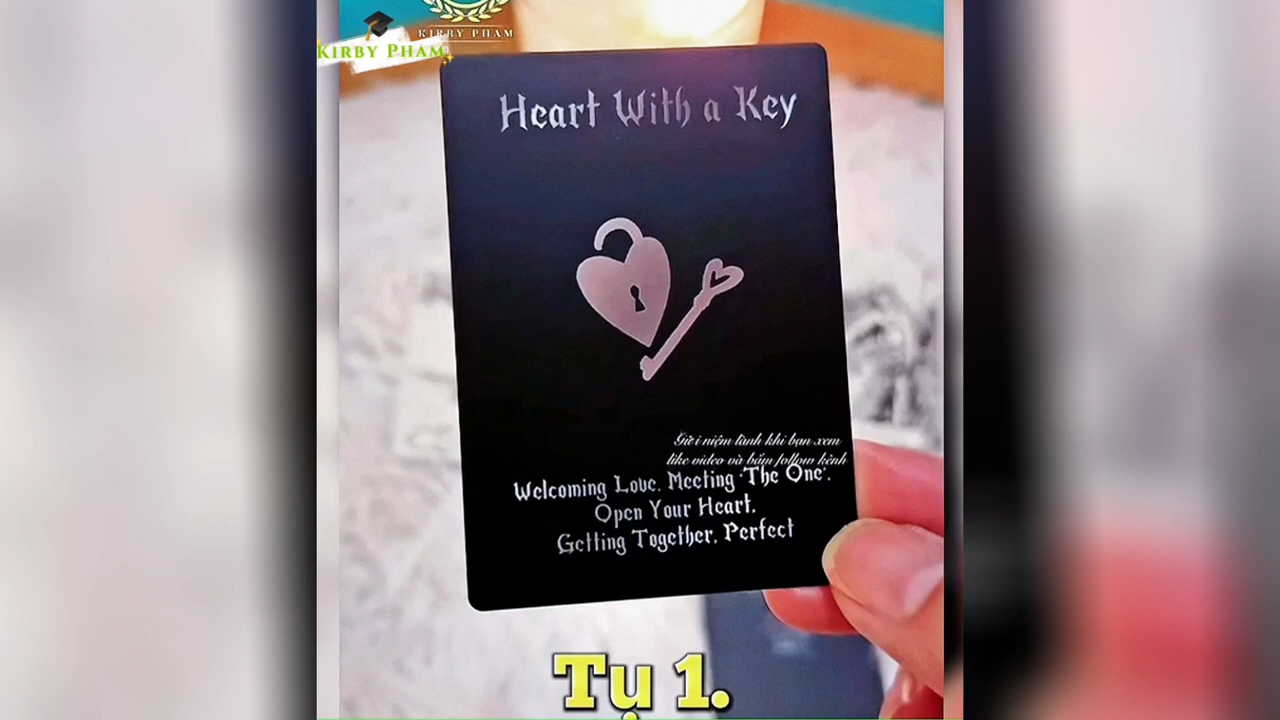 KIRBY PHAM
KIRBY PHAM
Heart With a Key
Gửi niệm lành khi bạn xem
like video và bấm follow kênh
Welcoming Love. Meeting 'The One'.
Open Your Heart.
Getting Together. Perfect
Tụ 1.